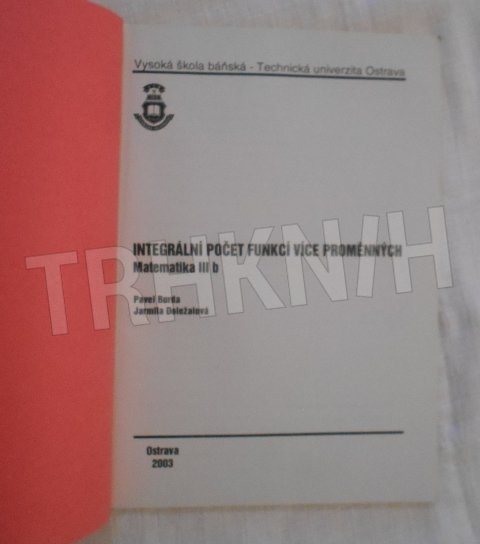 Vysoká škola báňská - Technická univerzita Ostrava
INTEGRÁLNÍ POČET FUNKCÍ VÍCE PROMĚNNÝCH
Matematika III b
Pavel Burda
Jarmila Doležalová
Ostrava
2003
TRHKNIH